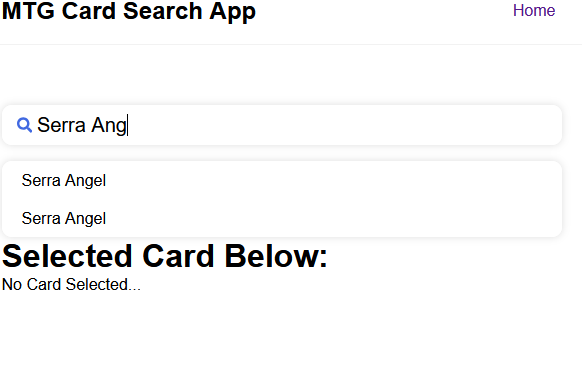 MTG Card Search App
Home
Serra Ang
Serra Angel
Serra Angel
Selected Card Below:
No Card Selected...